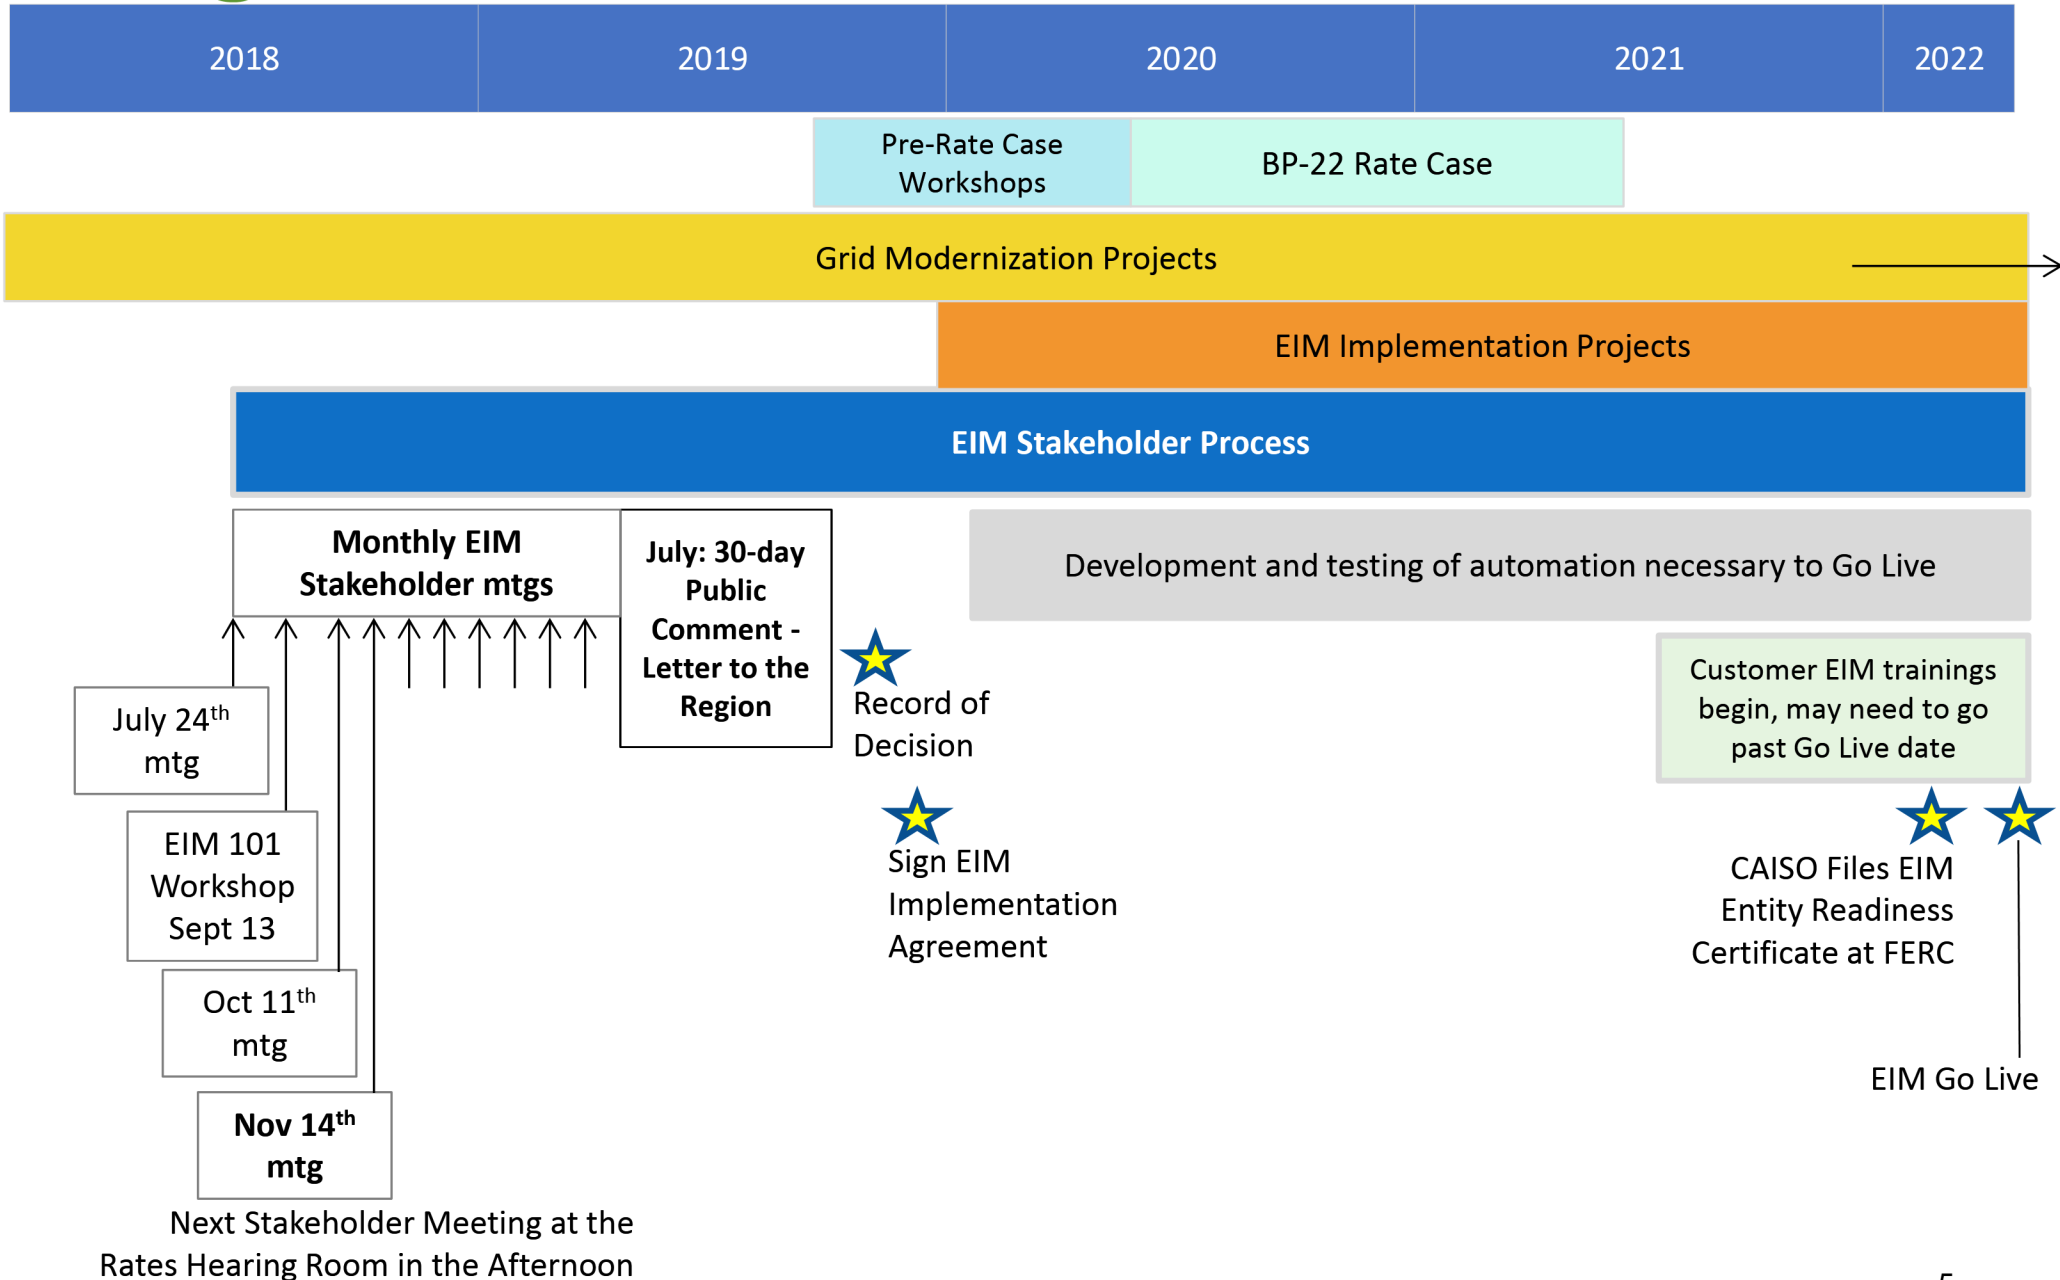 2018
2019
2020
2021
2022
Pre-Rate Case
Workshops
BP-22 Rate Case
Grid Modernization Projects
EIM Implementation Projects
EIM Stakeholder Process
Monthly EIM
Stakeholder mtgs
July: 30-day
Public
Comment -
Letter to the
Region
Development and testing of automation necessary to Go Live
Customer EIM trainings
begin, may need to go
past Go Live date
July 24th
mtg
Record of
Decision
EIM 101
Workshop
Sept 13
Sign EIM
Implementation
Agreement
CAISO Files EIM
Entity Readiness
Certificate at FERC
Oct 11th
mtg
EIM Go Live
Nov 14th
mtg
Next Stakeholder Meeting at the
Rates Hearing Room in the Afternoon